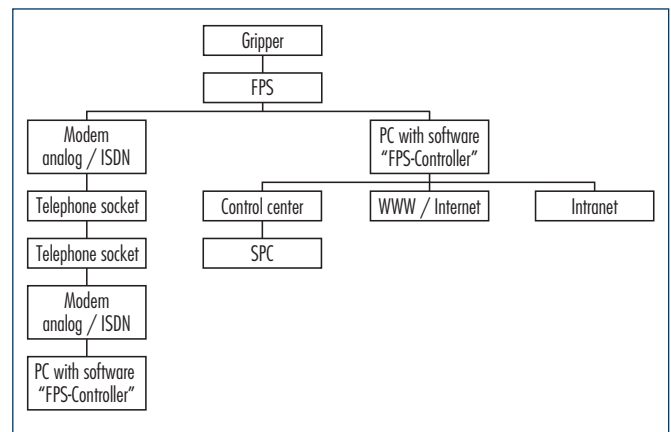 Gripper
FPS
Modem
analog / ISDN
PC with software
“FPS-Controller”
Telephone socket
Control center
WWW / Internet
Intranet
Telephone socket
SPC
Modem
analog / ISDN
PC with software
“FPS-Controller”